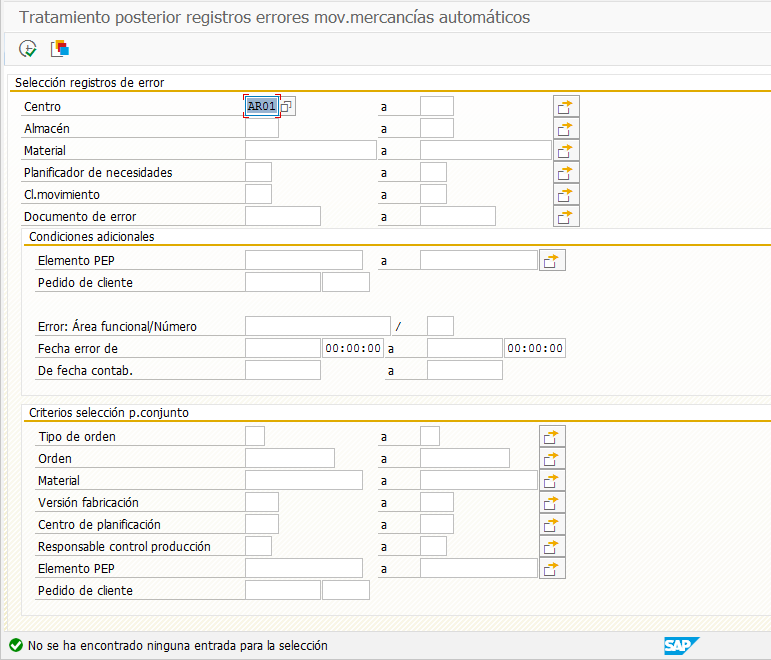 Tratamiento posterior registros errores mov.mercancías automáticos
Selección registros de error
Centro AR01 a
Almacén a
Material a
Planificador de necesidades a
Cl.movimiento a
Documento de error a
Condiciones adicionales
Elemento PEP a
Pedido de cliente
Error: Área funcional/Número /
Fecha error de 00:00:00 a 00:00:00
De fecha contab. a
Criterios selección p.conjunto
Tipo de orden a
Orden a
Material a
Versión fabricación a
Centro de planificación a
Responsable control producción a
Elemento PEP a
Pedido de cliente
No se ha encontrado ninguna entrada para la selección SAP